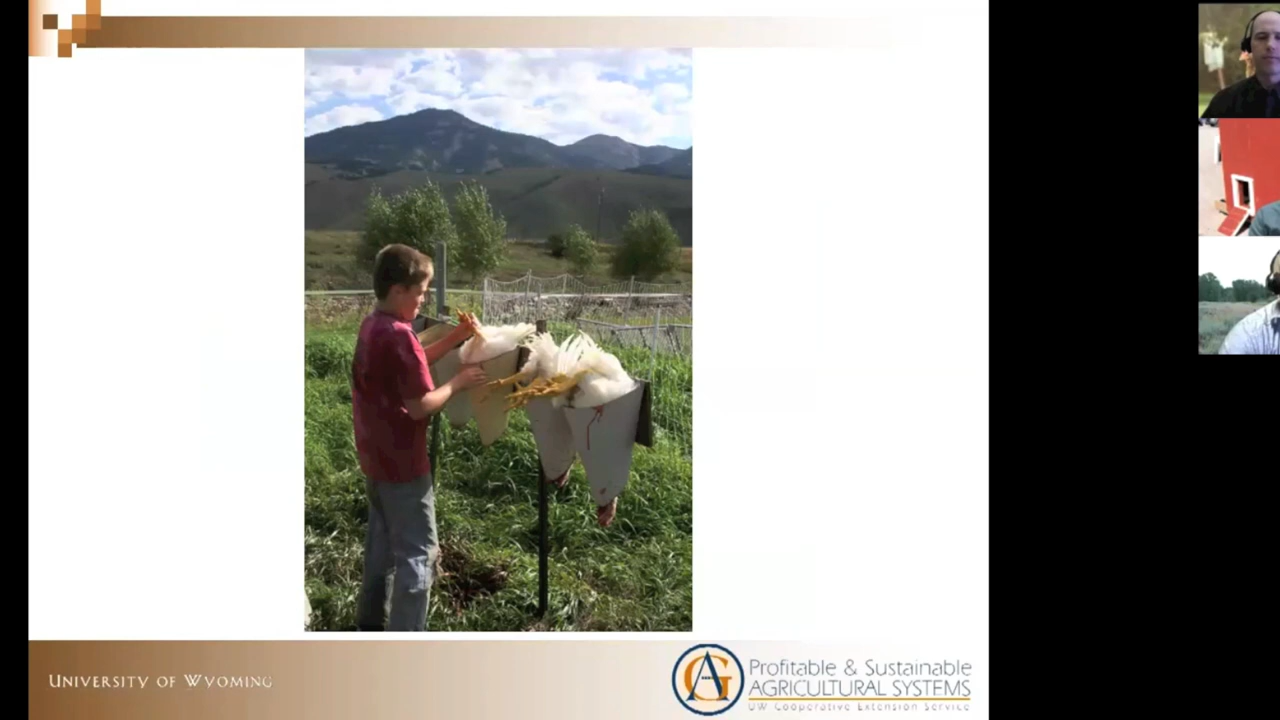 UNIVERSITY OF WYOMING
Profitable & Sustainable
AGRICULTURAL SYSTEMS
UW Cooperative Extension Service